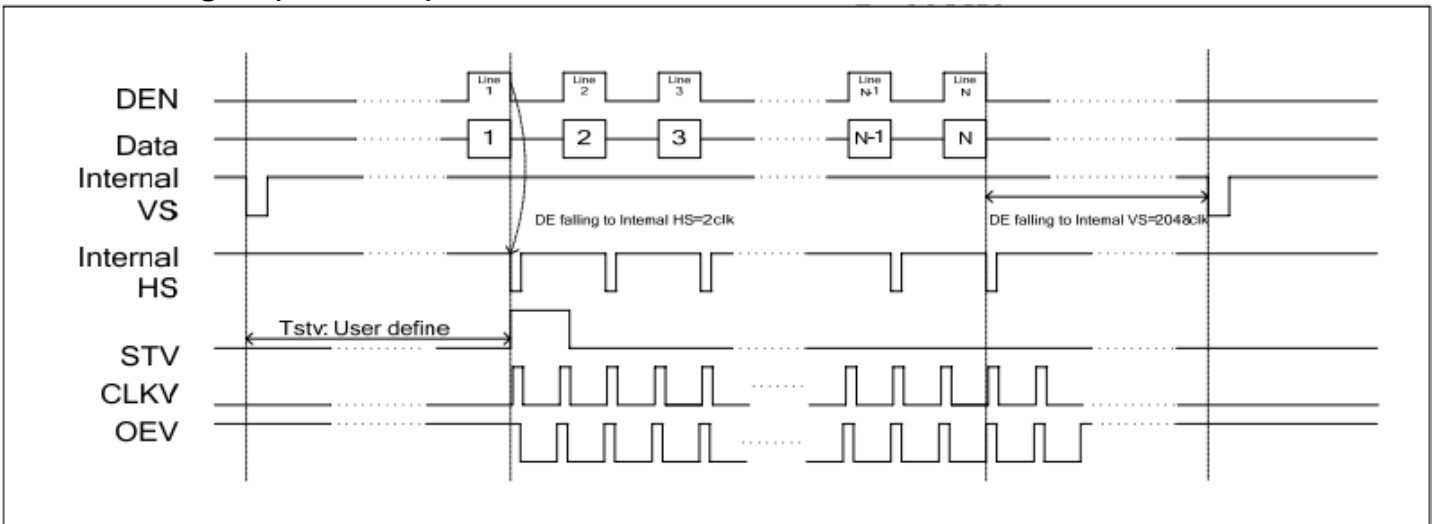 DEN
Line 1
Line 2
Line 3
Line N-1
Line N
Data
1
2
3
N-1
N
Internal VS
DE falling to Internal HS=2clk
DE falling to Internal VS=2048clk
Internal HS
Tstv: User define
STV
CLKV
OEV